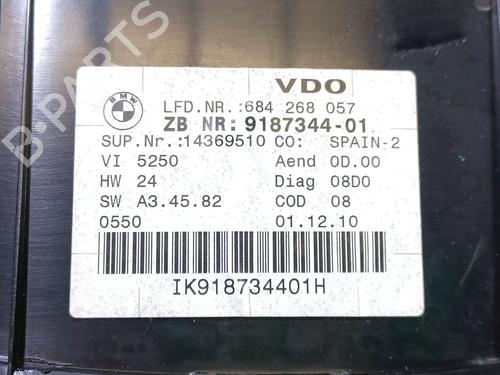 B-PARTS
BMW
VDO
LFD.NR.:684 268 057
ZB NR: 9187344-01
SUP.Nr.:14369510 CO: SPAIN-2
VI 5250 Aend 0D.00
HW 24 Diag 08D0
SW A3.45.82 COD 08
0550 01.12.10
IK918734401H